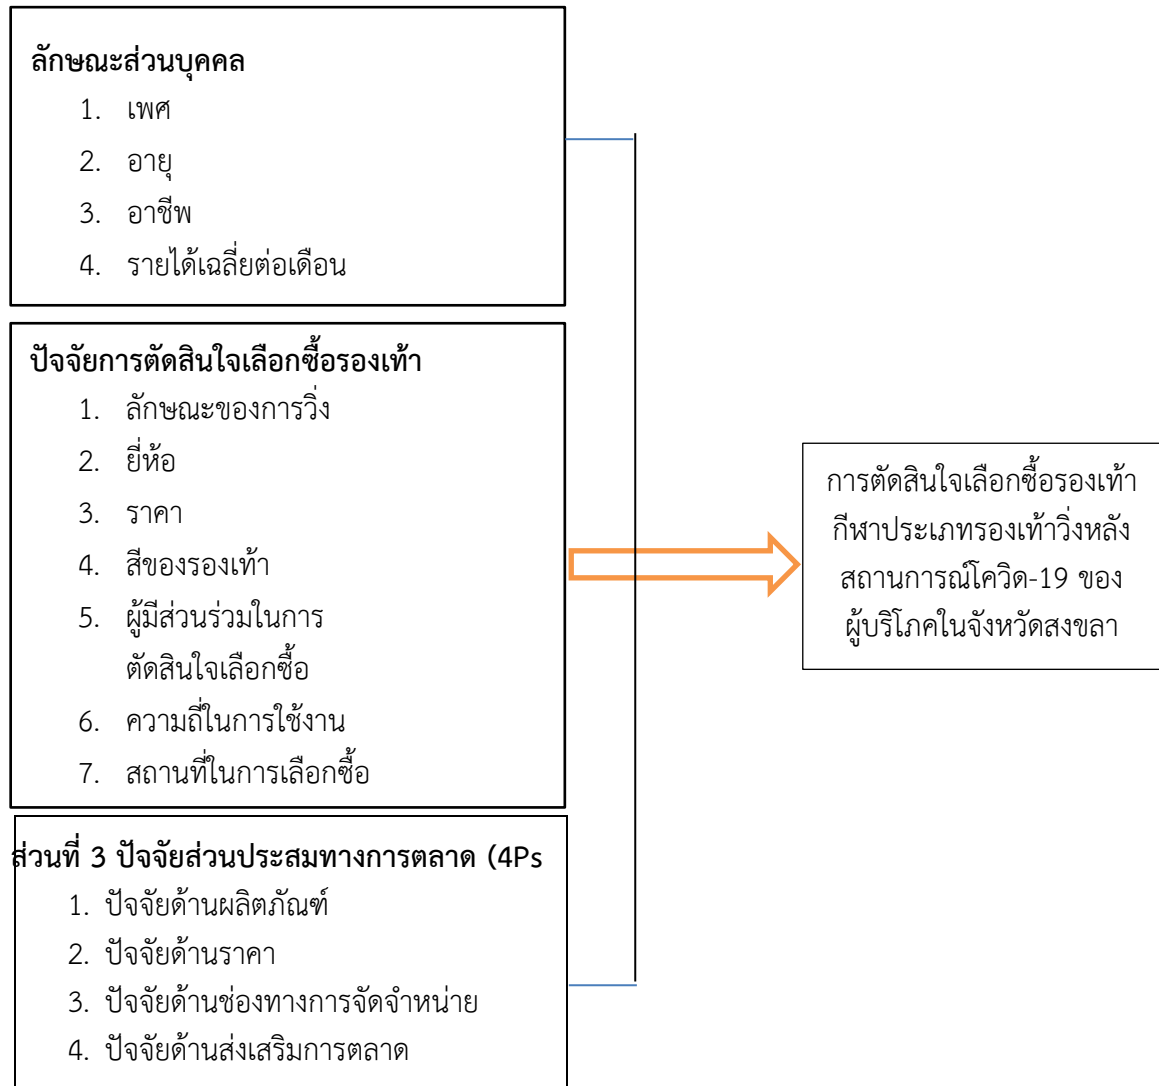 ลักษณะส่วนบุคคล
1. เพศ
2. อายุ
3. อาชีพ
4. รายได้เฉลี่ยต่อเดือน
ปัจจัยการตัดสินใจเลือกซื้อรองเท้า
1. ลักษณะของการวิ่ง
2. ยี่ห้อ
3. ราคา
4. สีของรองเท้า
5. ผู้มีส่วนร่วมในการ
ตัดสินใจเลือกซื้อ
6. ความถี่ในการใช้งาน
7. สถานที่ในการเลือกซื้อ
ส่วนที่ 3 ปัจจัยส่วนประสมทางการตลาด (4Ps
1. ปัจจัยด้านผลิตภัณฑ์
2. ปัจจัยด้านราคา
3. ปัจจัยด้านช่องทางการจัดจำหน่าย
4. ปัจจัยด้านส่งเสริมการตลาด
การตัดสินใจเลือกซื้อรองเท้า
กีฬาประเภทรองเท้าวิ่งหลัง
สถานการณ์โควิด-19 ของ
ผู้บริโภคในจังหวัดสงขลา